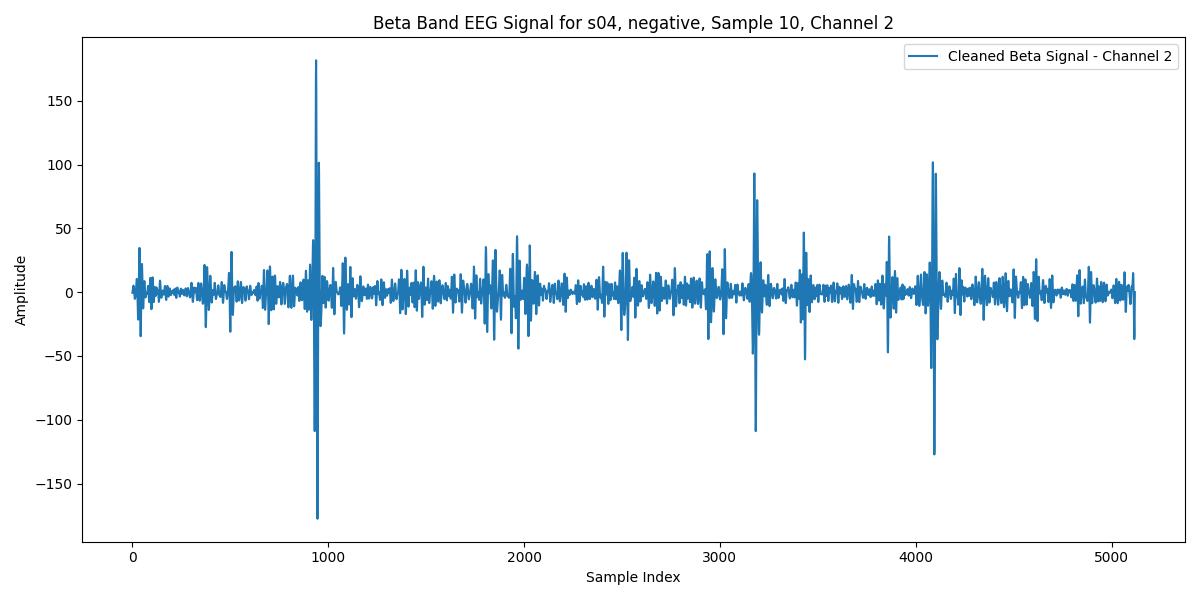 Beta Band EEG Signal for s04, negative, Sample 10, Channel 2
Cleaned Beta Signal - Channel 2
Amplitude
150
100
50
0
−50
−100
−150
0 1000 2000 3000 4000 5000
Sample Index